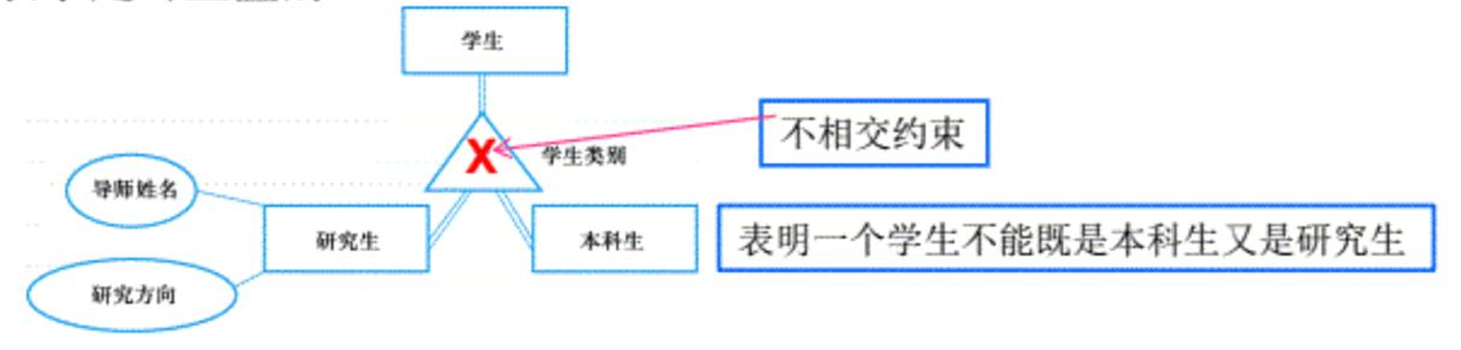 学生
X
学生类别
不相交约束
导师姓名
研究生
本科生
表明一个学生不能既是本科生又是研究生
研究方向